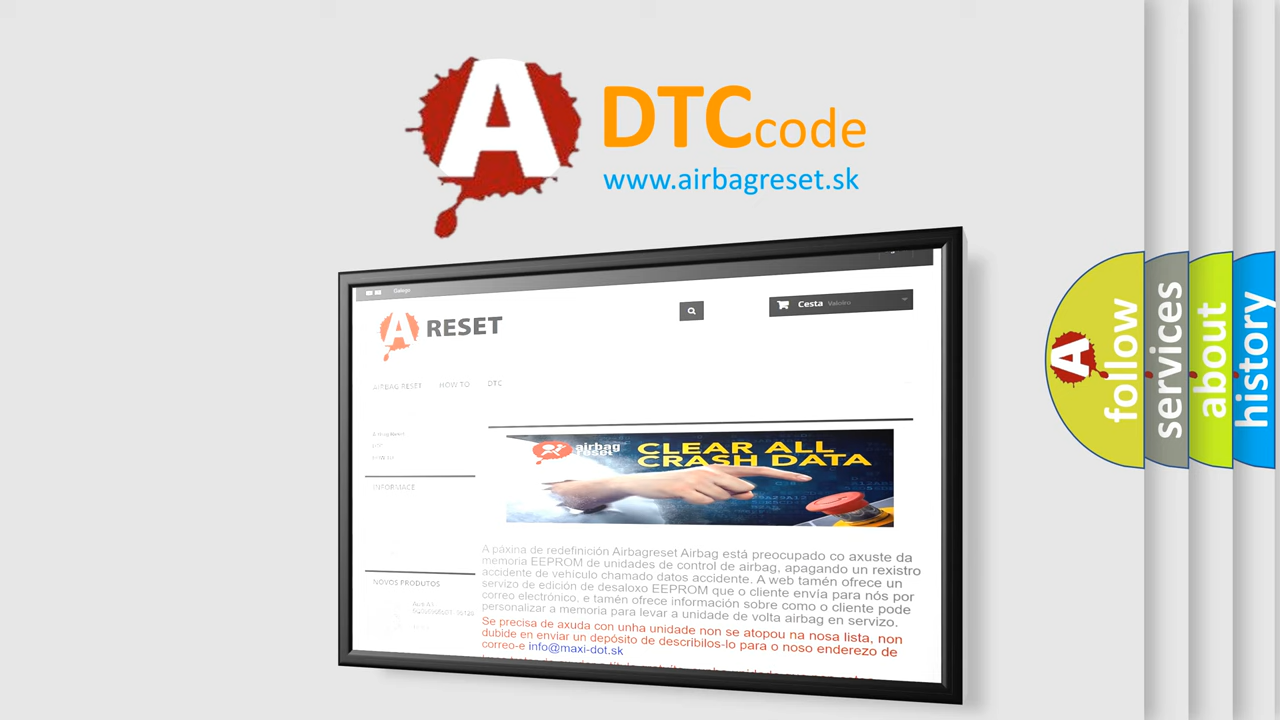 A
DTCcode
www.airbagreset.sk
Galego
A RESET
Cesta Valoiro
AIRBAG RESET HOW TO DTC
INFORMACE
airbag
reset
CLEAR ALL
CRASH DATA
A páxina de redefinición Airbagreset Airbag está preocupado co axuste da
memoria EEPROM de unidades de control de airbag, apagando un rexistro
accidente de vehículo chamado datos accidente. A web tamén ofrece un
servizo de edición de desaloxo EEPROM que o cliente envía para nós por
correo electrónico, e tamén ofrece información sobre como o cliente pode
personalizar a memoria para levar a unidade de volta airbag en servizo.
Se precisa de axuda con unha unidade non se atopou na nosa lista, non
dubide en enviar un depósito de describilos-lo para o noso enderezo de
correo-e info@maxi-dot.sk
NOVOS PRODUTOS
A
follow
services
about
history